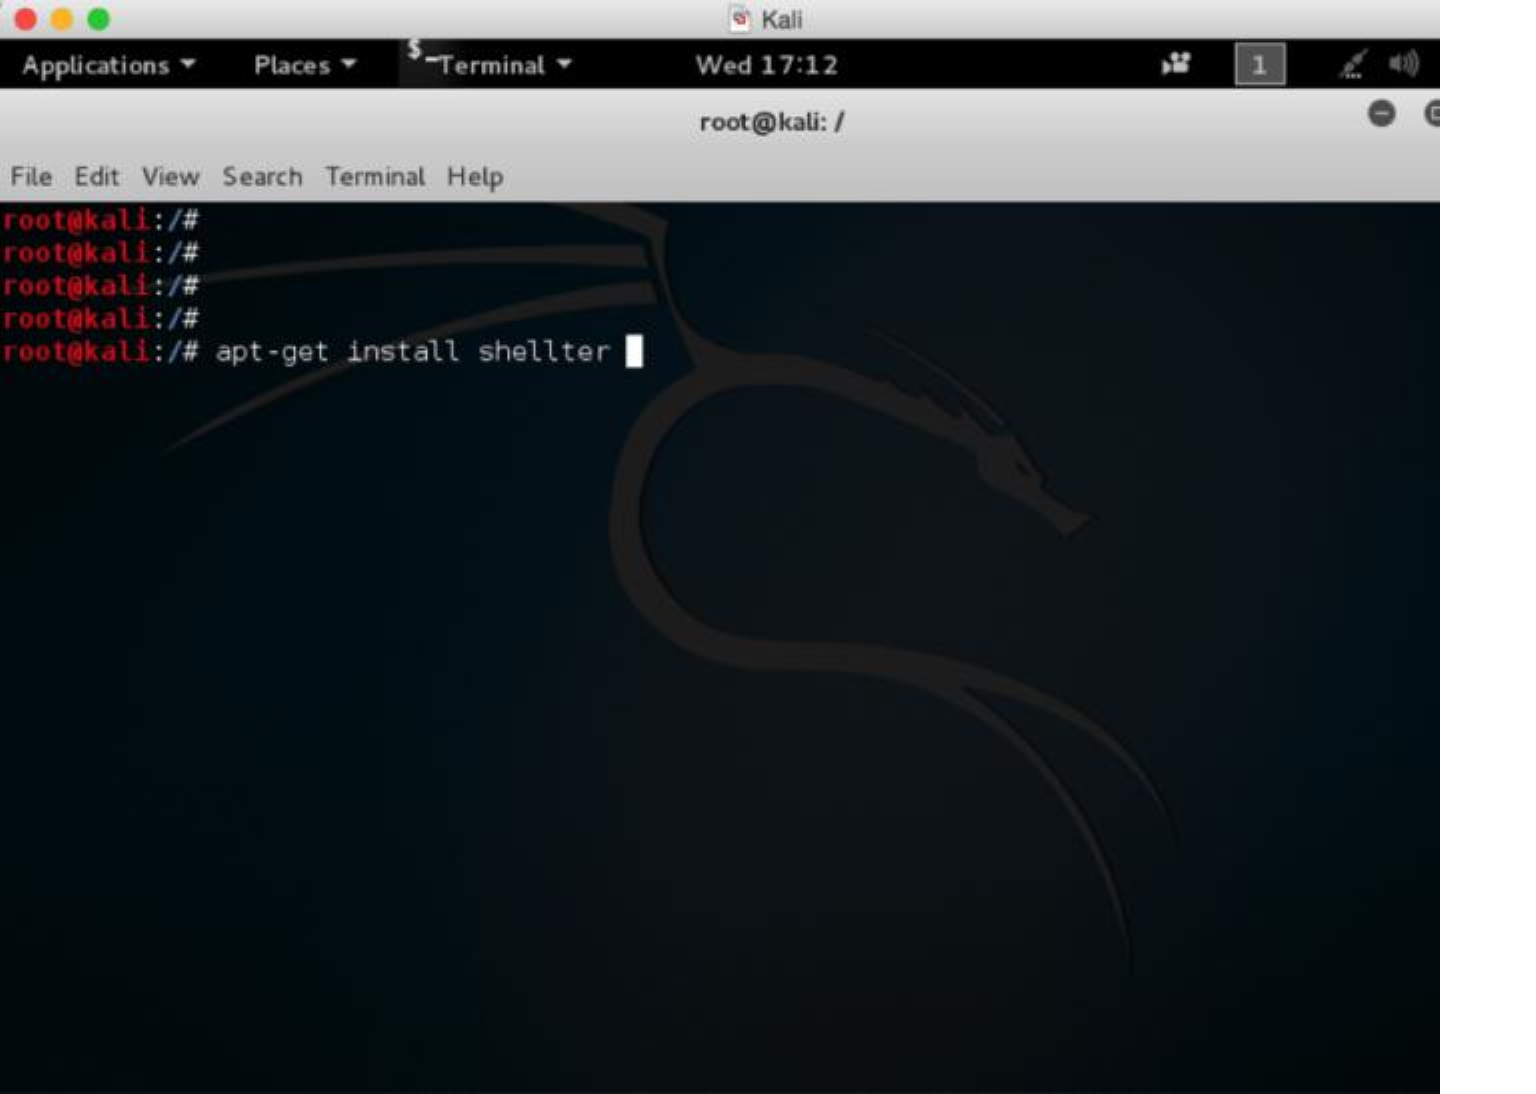 Kali
Applications Places $_Terminal Wed 17:12 1
root@kali: /
File Edit View Search Terminal Help
root@kali:/#
root@kali:/#
root@kali:/#
root@kali:/#
root@kali:/# apt-get install shellter